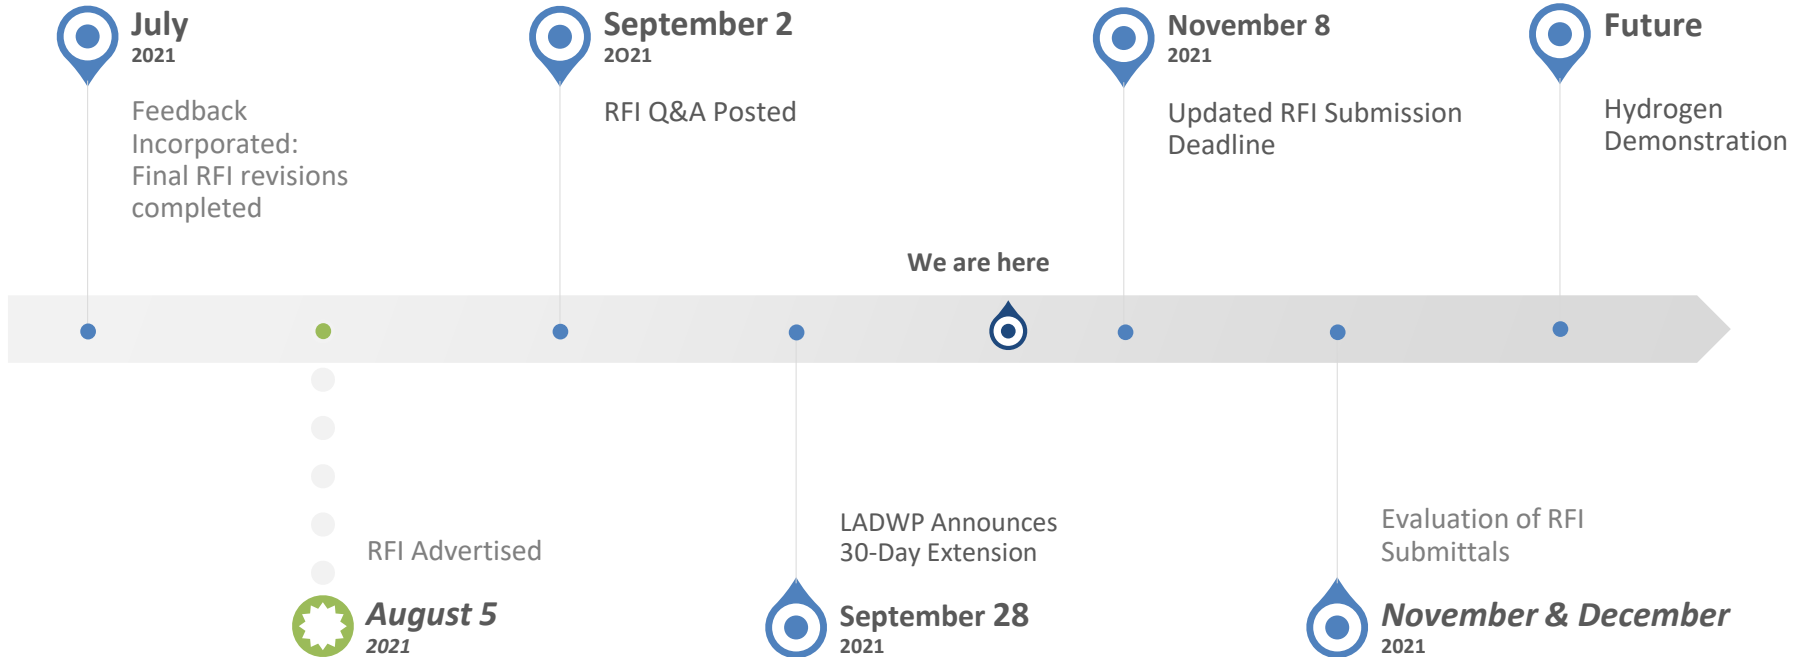 July
2021
Feedback
Incorporated:
Final RFI revisions
completed
September 2
2021
RFI Q&A Posted
November 8
2021
Updated RFI Submission
Deadline
Future
Hydrogen
Demonstration
We are here
RFI Advertised
August 5
2021
LADWP Announces
30-Day Extension
September 28
2021
Evaluation of RFI
Submittals
November & December
2021